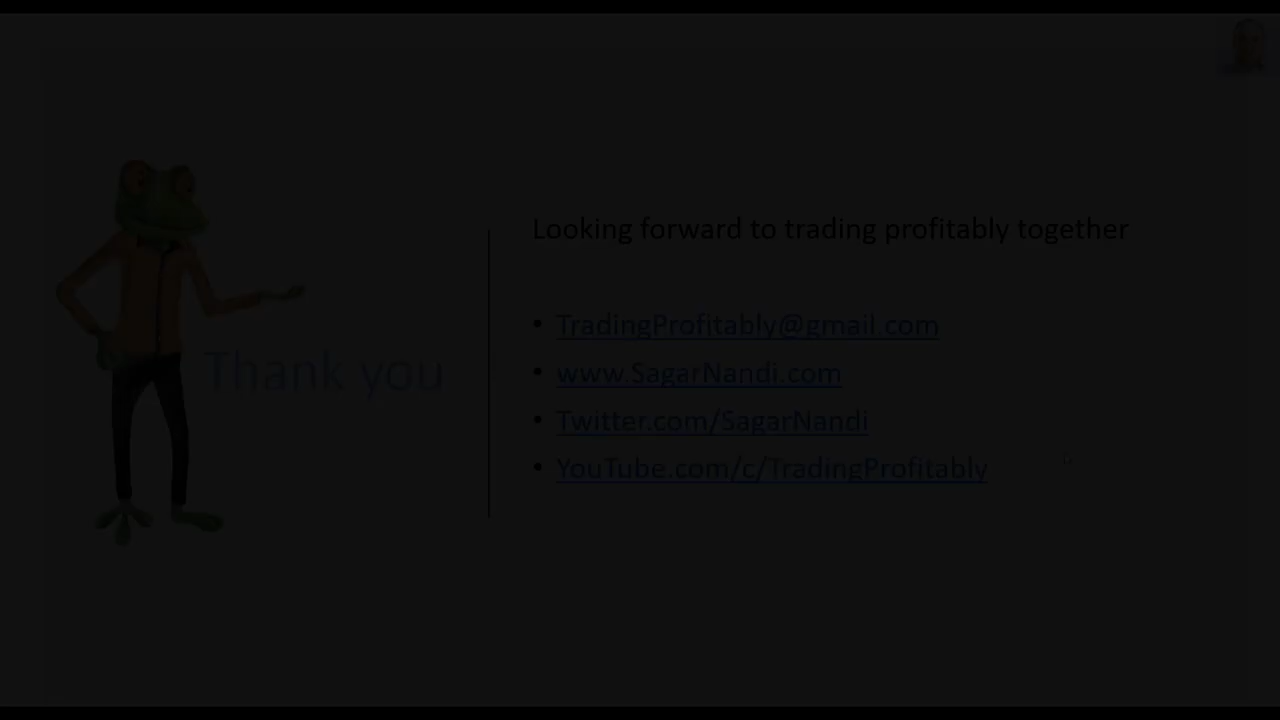 Thank you
Looking forward to trading profitably together
• TradingProfitably@gmail.com
• www.SagarNandi.com
• Twitter.com/SagarNandi
• YouTube.com/c/TradingProfitably